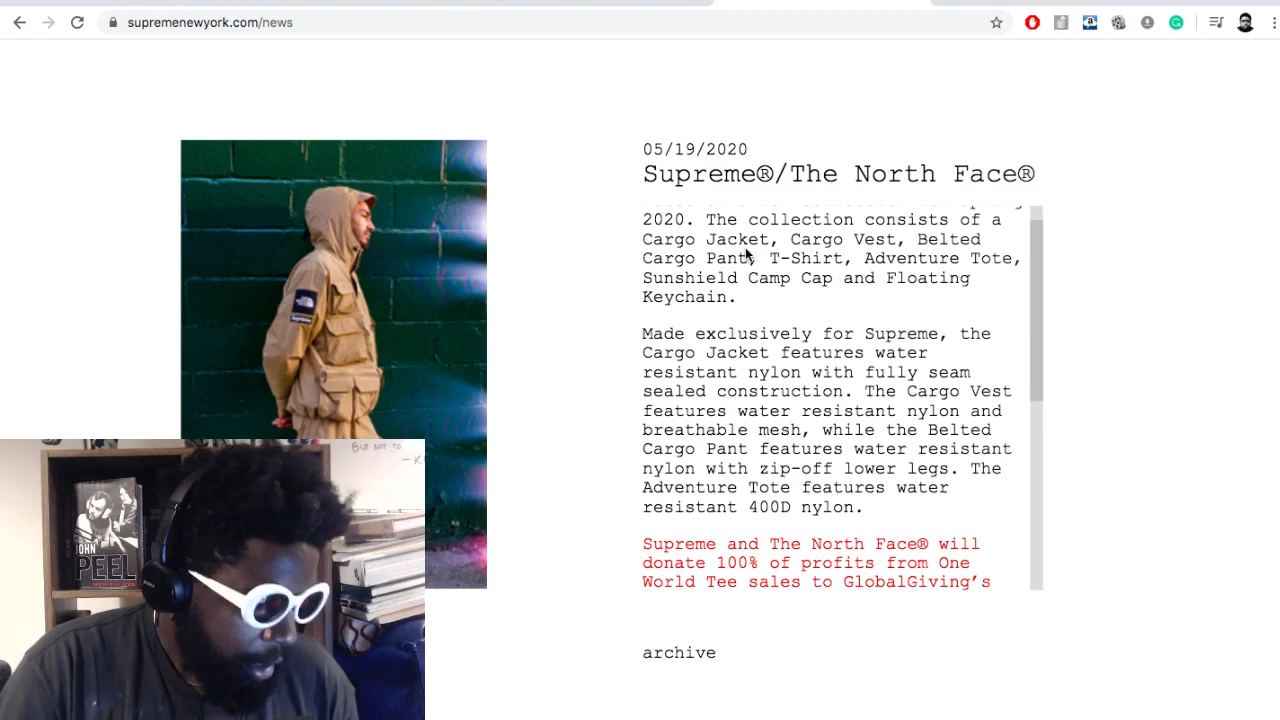 supremenewyork.com/news
05/19/2020
Supreme®/The North Face®
2020. The collection consists of a
Cargo Jacket, Cargo Vest, Belted
Cargo Pant, T-Shirt, Adventure Tote,
Sunshield Camp Cap and Floating
Keychain.
Made exclusively for Supreme, the
Cargo Jacket features water
resistant nylon with fully seam
sealed construction. The Cargo Vest
features water resistant nylon and
breathable mesh, while the Belted
Cargo Pant features water resistant
nylon with zip-off lower legs. The
Adventure Tote features water
resistant 400D nylon.
Supreme and The North Face® will
donate 100% of profits from One
World Tee sales to GlobalGiving’s
archive
BUT NOT TO
JOHN
PEEL